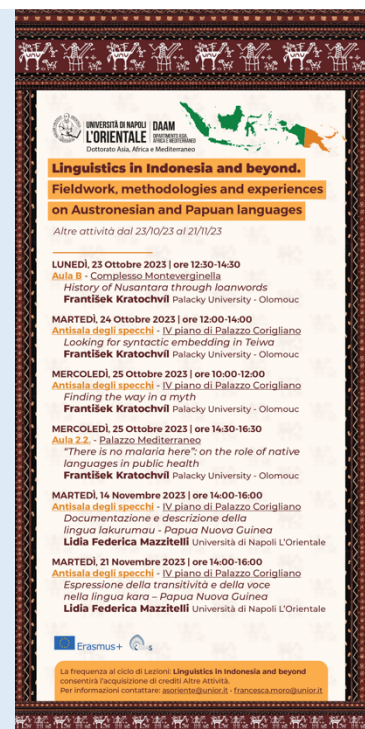 UNIVERSITÀ DI NAPOLI
L'ORIENTALE
DAAM
DIPARTIMENTO ASIA,
AFRICA E MEDITERRANEO
Dottorato Asia, Africa e Mediterraneo
Linguistics in Indonesia and beyond.
Fieldwork, methodologies and experiences
on Austronesian and Papuan languages
Altre attività dal 23/10/23 al 21/11/23
LUNEDÌ, 23 Ottobre 2023 | ore 12:30-14:30
Aula B - Complesso Monteverginella
History of Nusantara through loanwords
František Kratochvíl Palacky University - Olomouc
MARTEDÌ, 24 Ottobre 2023 | ore 12:00-14:00
Antisala degli specchi - IV piano di Palazzo Corigliano
Looking for syntactic embedding in Teiwa
František Kratochvíl Palacky University - Olomouc
MERCOLEDÌ, 25 Ottobre 2023 | ore 10:00-12:00
Antisala degli specchi - IV piano di Palazzo Corigliano
Finding the way in a myth
František Kratochvíl Palacky University - Olomouc
MERCOLEDÌ, 25 Ottobre 2023 | ore 14:30-16:30
Aula 2.2. - Palazzo Mediterraneo
“There is no malaria here”: on the role of native
languages in public health
František Kratochvíl Palacky University - Olomouc
MARTEDÌ, 14 Novembre 2023 | ore 14:00-16:00
Antisala degli specchi - IV piano di Palazzo Corigliano
Documentazione e descrizione della
lingua lakurumau - Papua Nuova Guinea
Lidia Federica Mazzitelli Università di Napoli L'Orientale
MARTEDÌ, 21 Novembre 2023 | ore 14:00-16:00
Antisala degli specchi - IV piano di Palazzo Corigliano
Espressione della transitività e della voce
nella lingua kara – Papua Nuova Guinea
Lidia Federica Mazzitelli Università di Napoli L'Orientale
Erasmus+
La frequenza al ciclo di Lezioni: Linguistics in Indonesia and beyond
consentirà l'acquisizione di crediti Altre Attività.
Per informazioni contattare: asoriente@unior.it - francesca.moro@unior.it